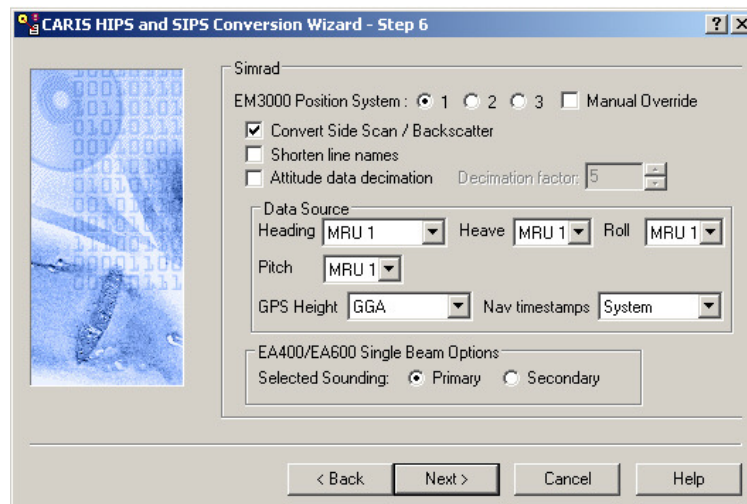 CARIS HIPS and SIPS Conversion Wizard - Step 6
Simrad
EM3000 Position System : 1 2 3 Manual Override
Convert Side Scan / Backscatter
Shorten line names
Attitude data decimation Decimation factor: 5
Data Source
Heading MRU 1 Heave MRU 1 Roll MRU 1
Pitch MRU 1
GPS Height GGA Nav timestamps System
EA400/EA600 Single Beam Options
Selected Sounding: Primary Secondary
< Back Next > Cancel Help